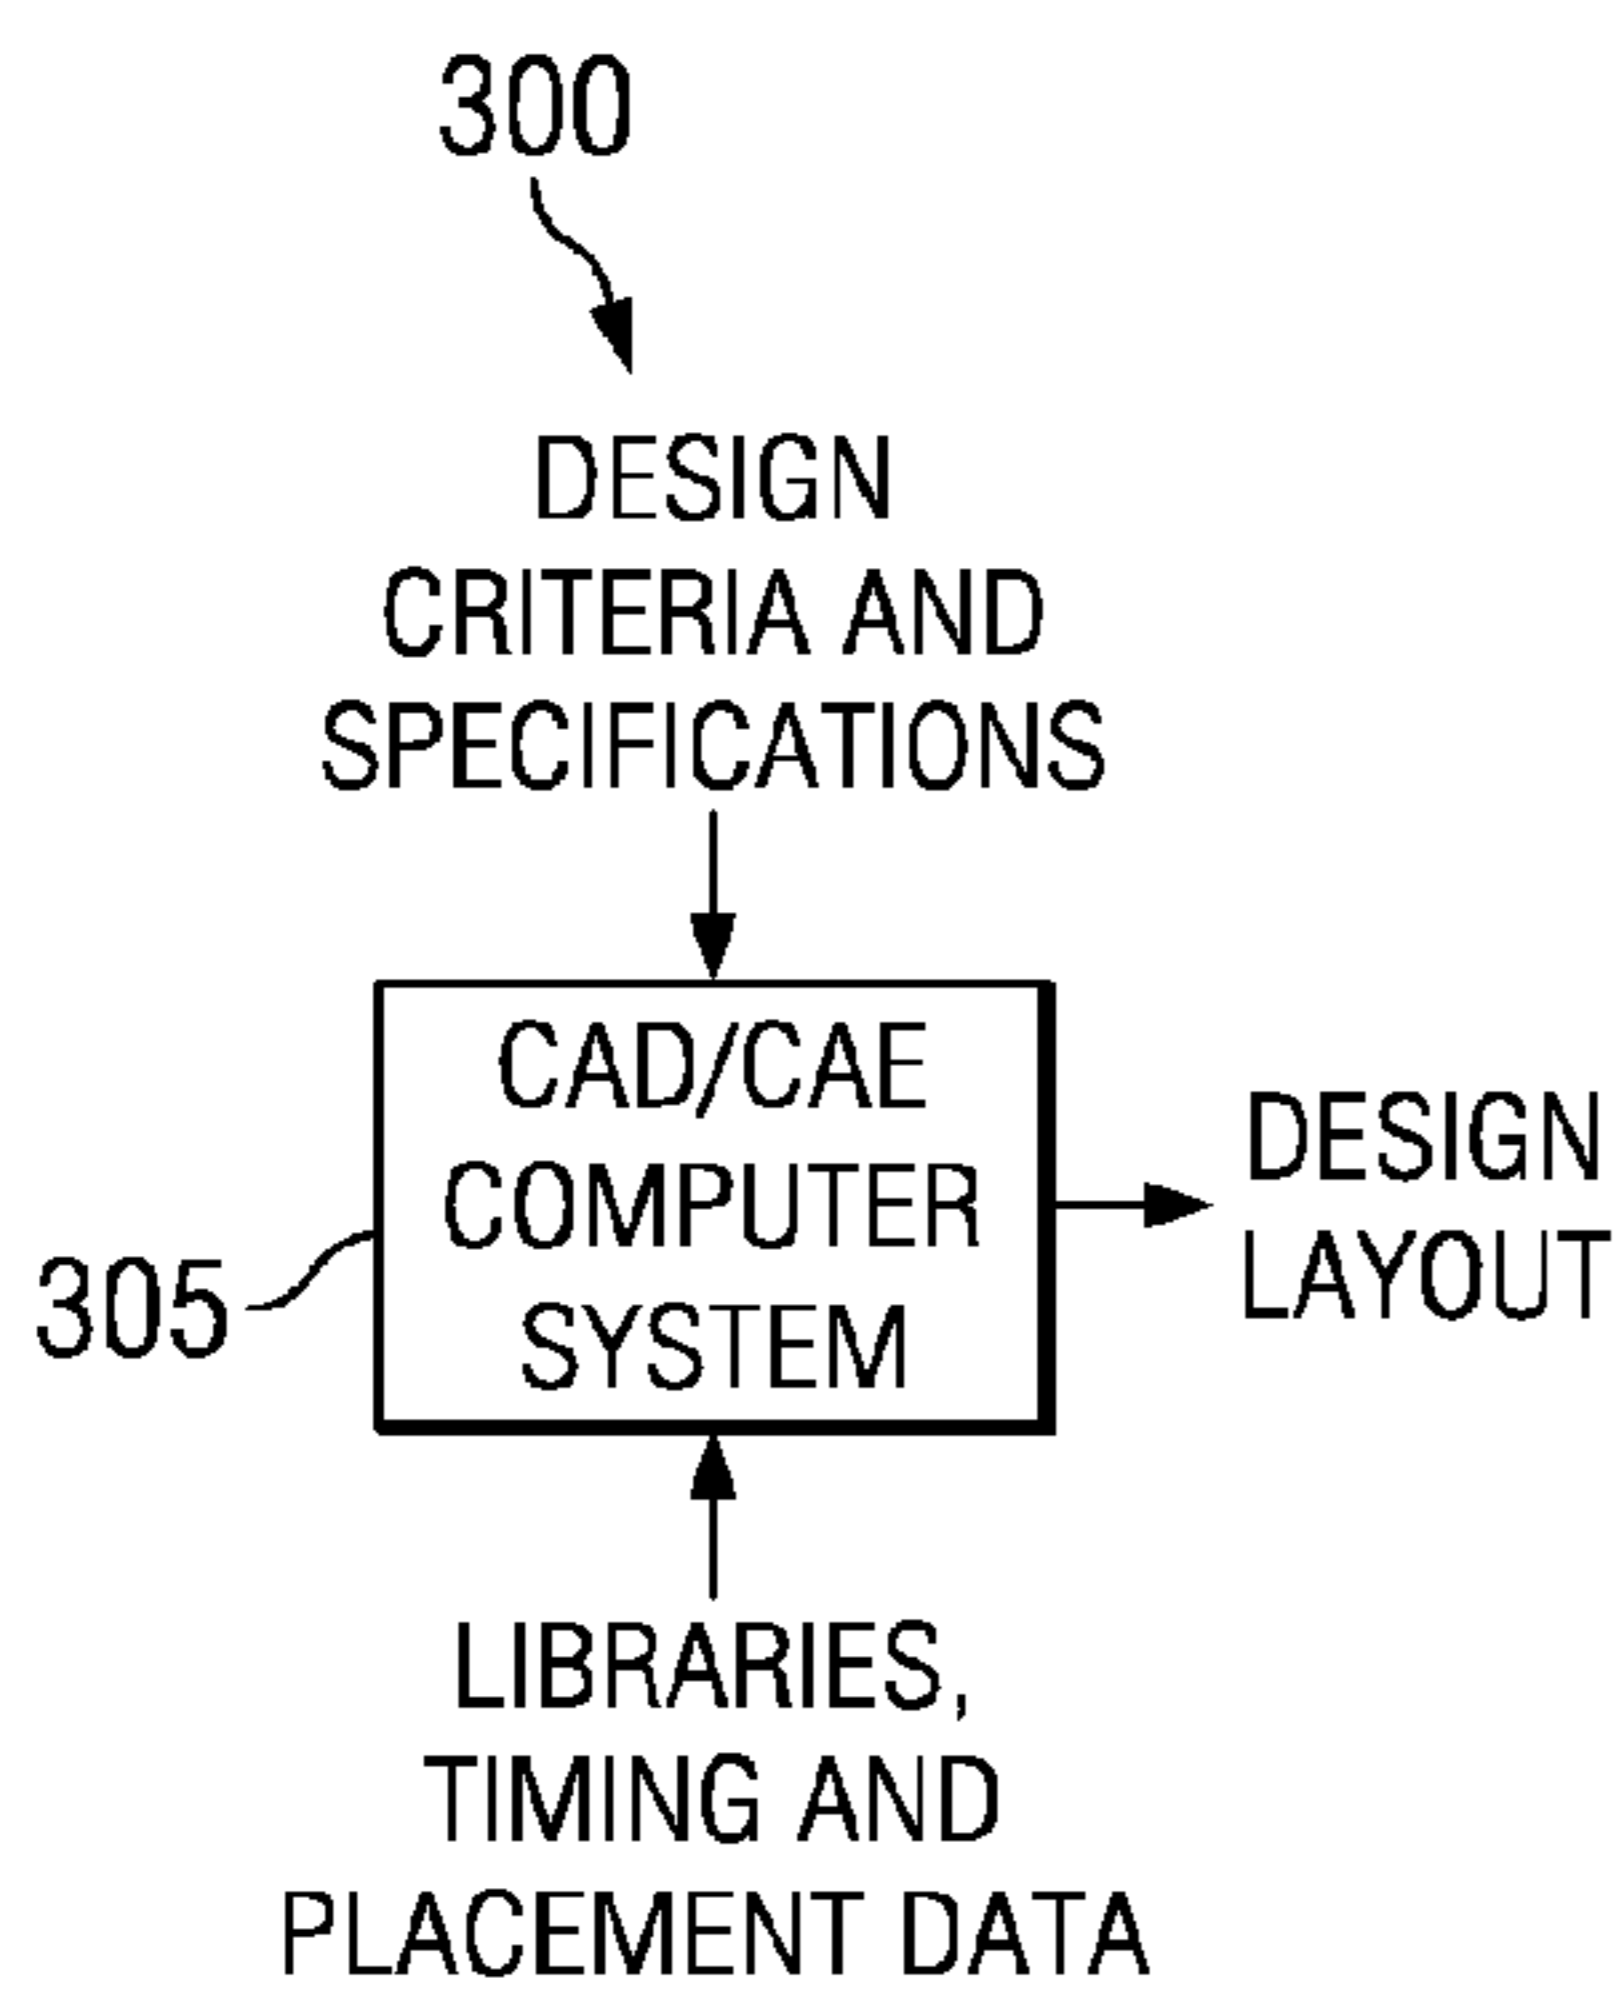 300
DESIGN
CRITERIA AND
SPECIFICATIONS
CAD/CAE
COMPUTER
SYSTEM
305
DESIGN
LAYOUT
LIBRARIES,
TIMING AND
PLACEMENT DATA